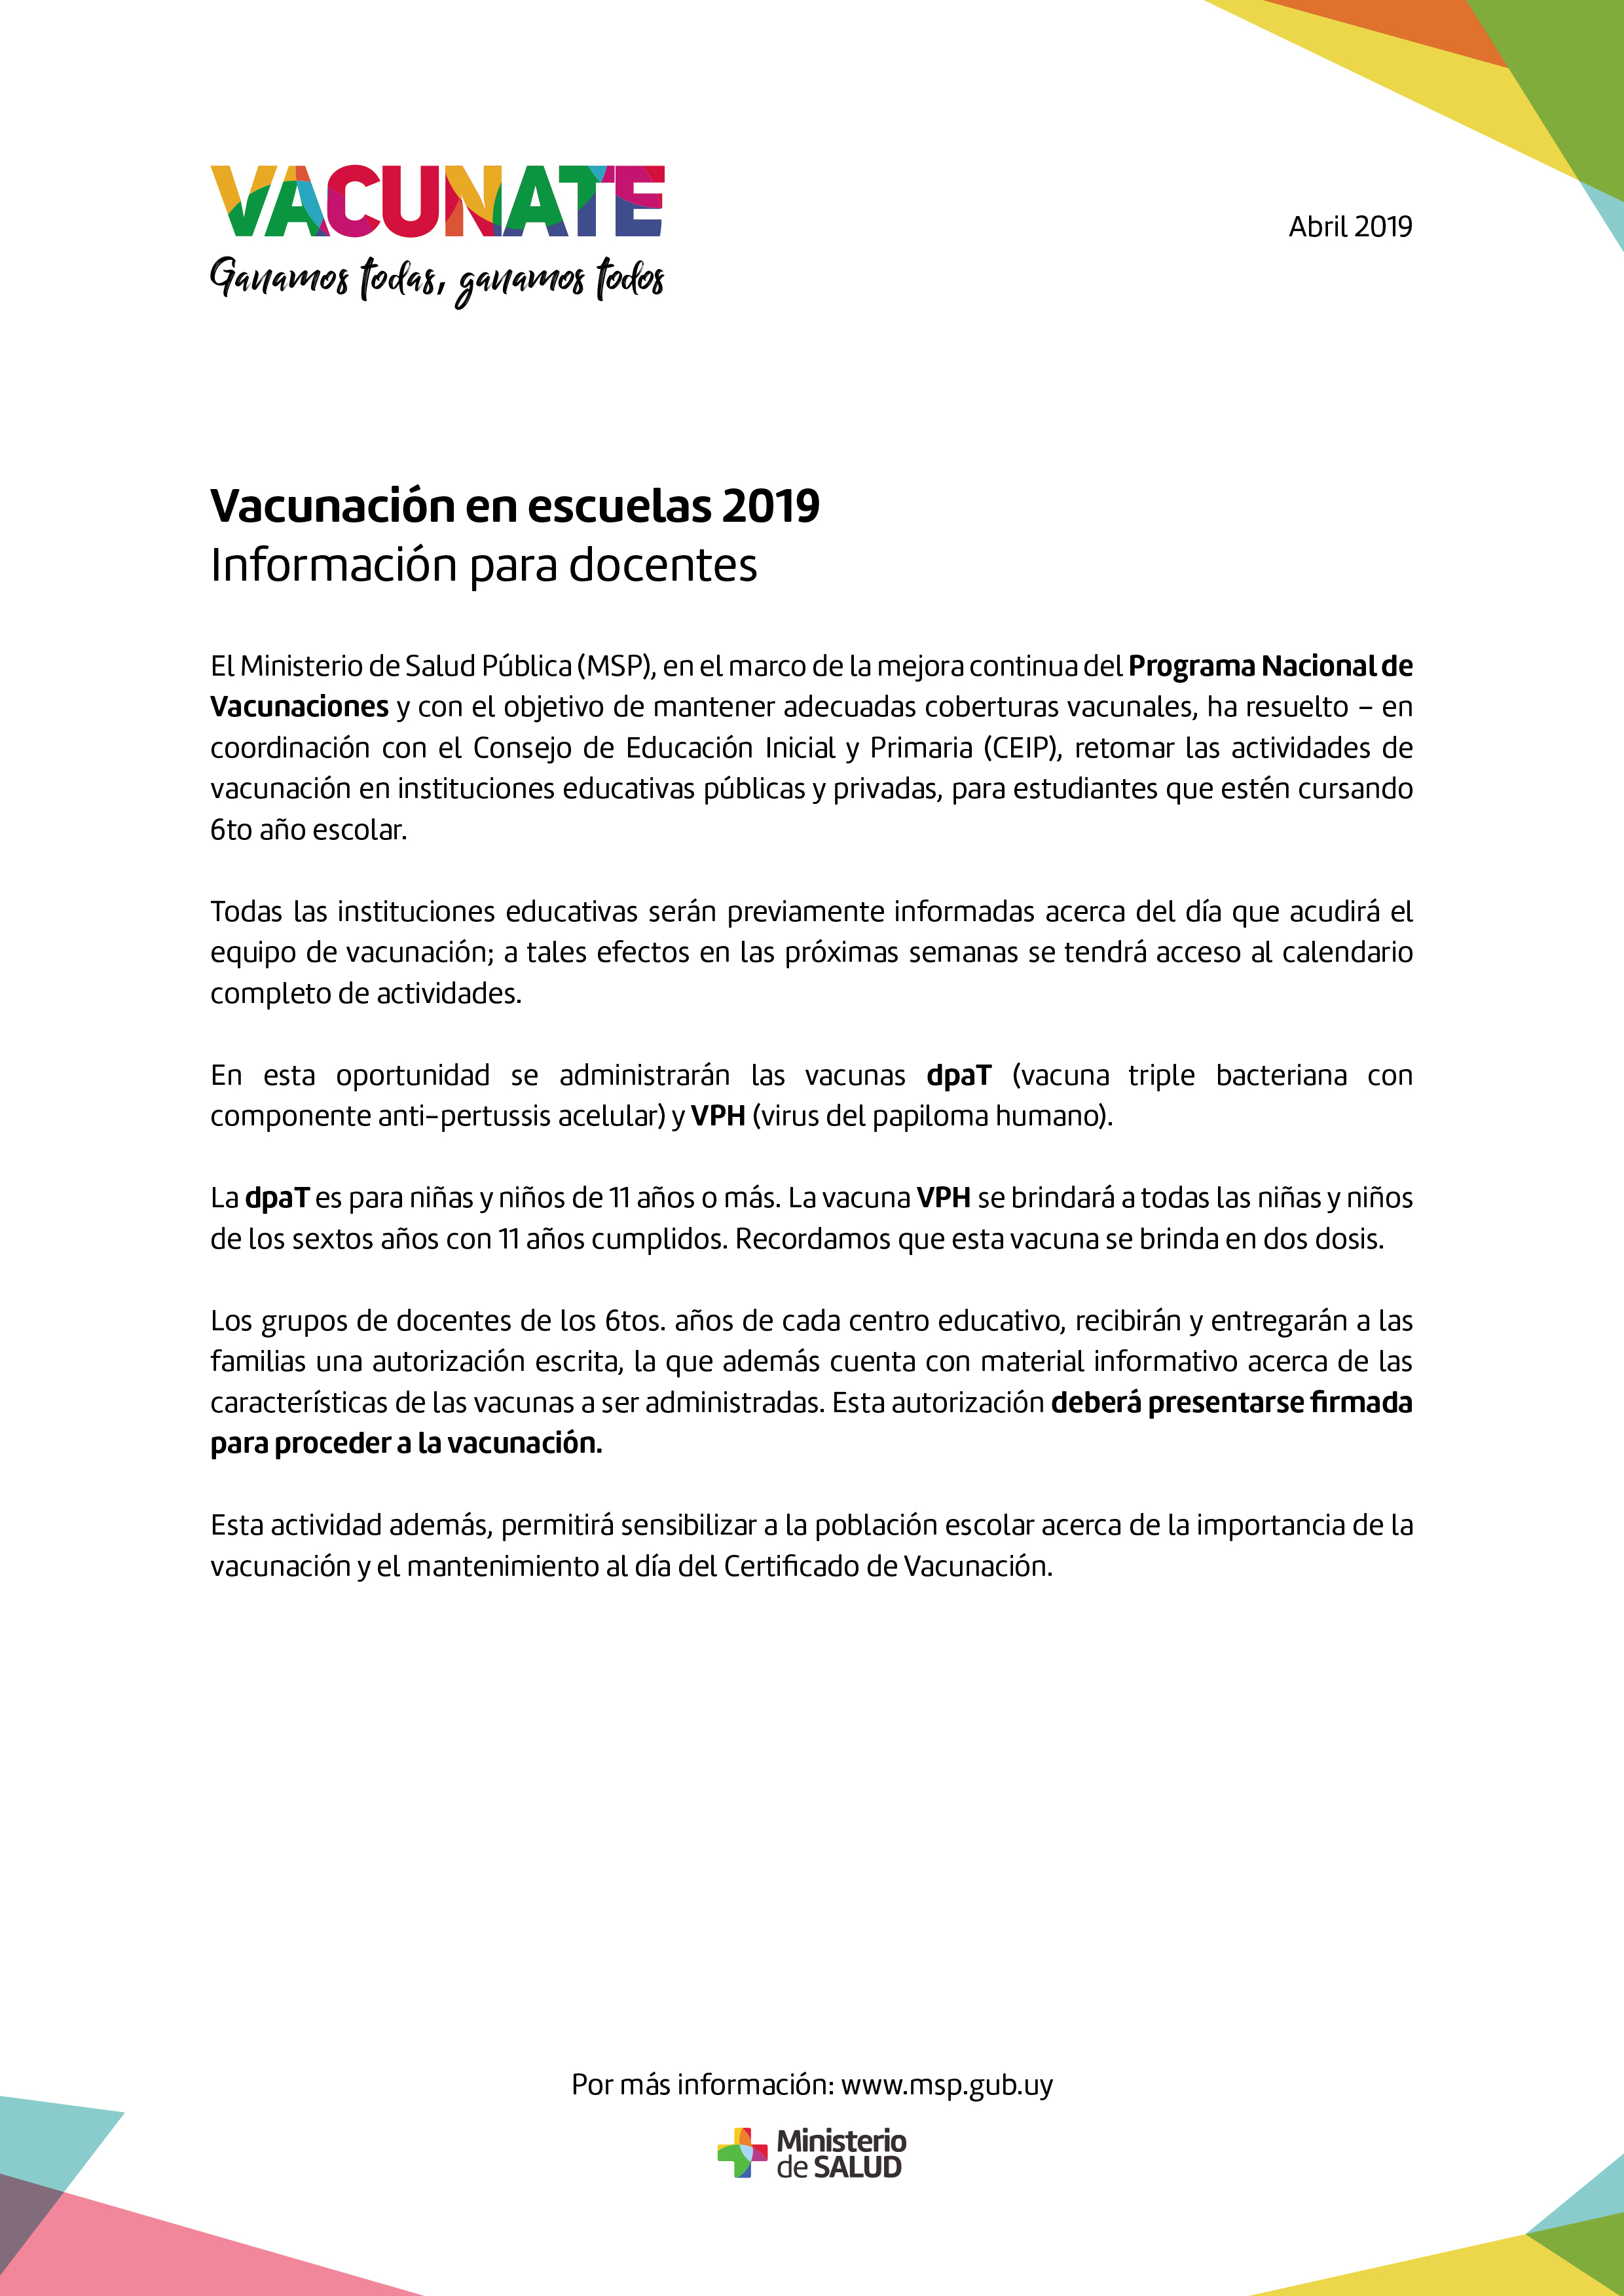 VACUNATE
Ganamos todas, ganamos todos
Abril 2019
Vacunación en escuelas 2019
Información para docentes
El Ministerio de Salud Pública (MSP), en el marco de la mejora continua del Programa Nacional de
Vacunaciones y con el objetivo de mantener adecuadas coberturas vacunales, ha resuelto – en
coordinación con el Consejo de Educación Inicial y Primaria (CEIP), retomar las actividades de
vacunación en instituciones educativas públicas y privadas, para estudiantes que estén cursando
6to año escolar.
Todas las instituciones educativas serán previamente informadas acerca del día que acudirá el
equipo de vacunación; a tales efectos en las próximas semanas se tendrá acceso al calendario
completo de actividades.
En esta oportunidad se administrarán las vacunas dpaT (vacuna triple bacteriana con
componente anti-pertussis acelular) y VPH (virus del papiloma humano).
La dpaT es para niñas y niños de 11 años o más. La vacuna VPH se brindará a todas las niñas y niños
de los sextos años con 11 años cumplidos. Recordamos que esta vacuna se brinda en dos dosis.
Los grupos de docentes de los 6tos. años de cada centro educativo, recibirán y entregarán a las
familias una autorización escrita, la que además cuenta con material informativo acerca de las
características de las vacunas a ser administradas. Esta autorización deberá presentarse firmada
para proceder a la vacunación.
Esta actividad además, permitirá sensibilizar a la población escolar acerca de la importancia de la
vacunación y el mantenimiento al día del Certificado de Vacunación.
Por más información: www.msp.gub.uy
Ministerio
de SALUD